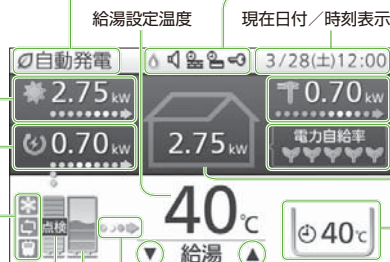 給湯設定温度
現在日付／時刻表示
自動発電
3/28(土)12:00
2.75kw
0.70kw
0.70kw
2.75kw
電力自給率
点検
40℃
給湯
40℃